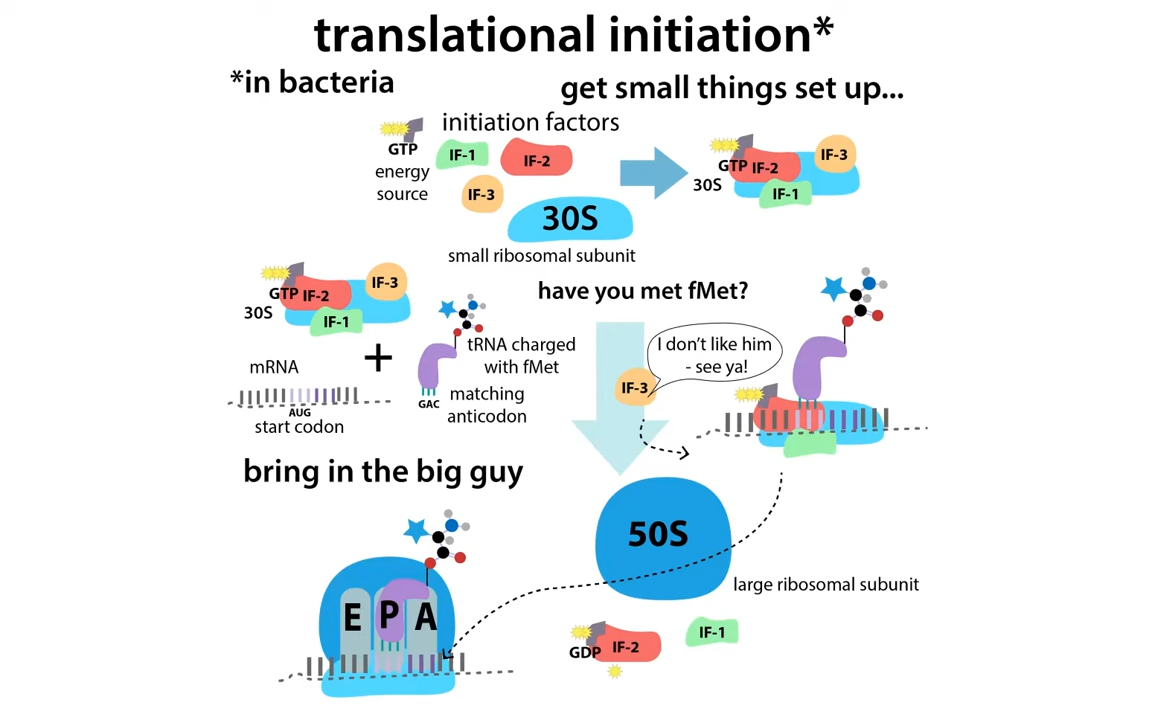 translational initiation*
*in bacteria
get small things set up...
initiation factors
GTP
energy
source
IF-1
IF-2
IF-3
30S
small ribosomal subunit
GTP
IF-2
IF-3
30S
IF-1
GTP
IF-2
IF-3
30S
IF-1
+
mRNA
AUG
start codon
tRNA charged
with fMet
GAC
matching
anticodon
have you met fMet?
I don't like him
- see ya!
IF-3
bring in the big guy
50S
large ribosomal subunit
E P A
GDP
IF-2
IF-1